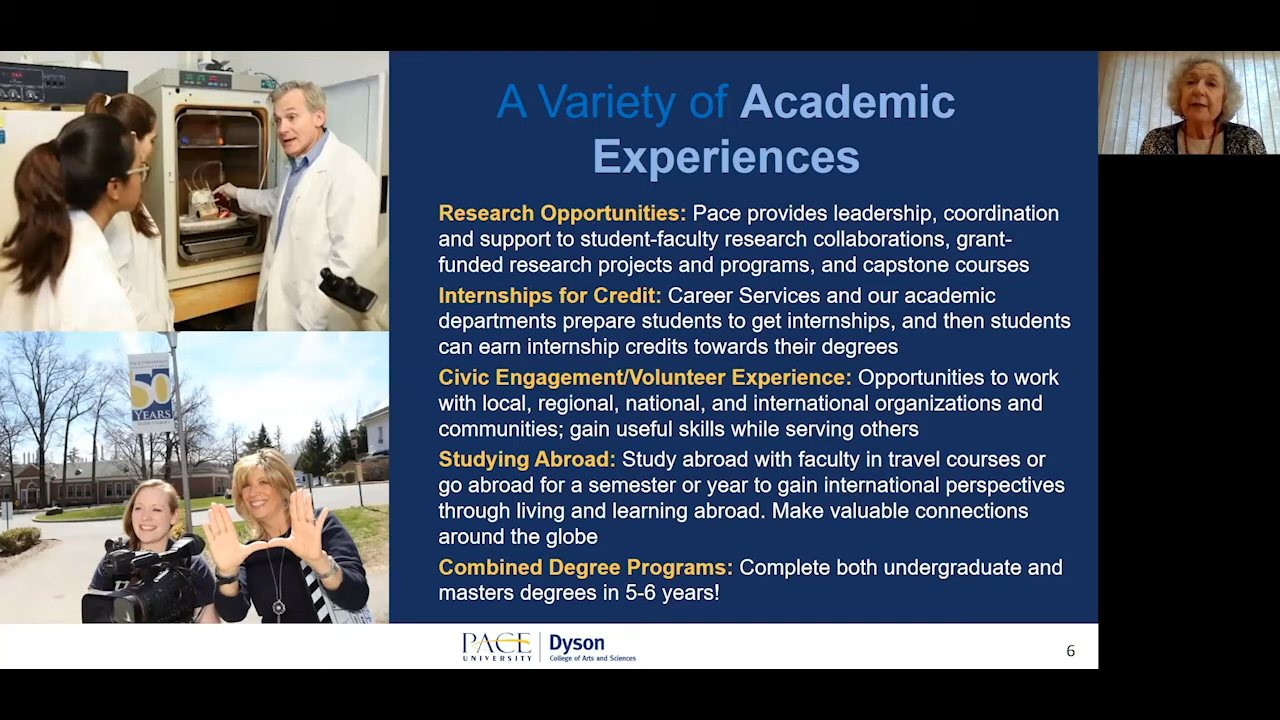 A Variety of Academic
Experiences
Research Opportunities: Pace provides leadership, coordination
and support to student-faculty research collaborations, grant-
funded research projects and programs, and capstone courses
Internships for Credit: Career Services and our academic
departments prepare students to get internships, and then students
can earn internship credits towards their degrees
Civic Engagement/Volunteer Experience: Opportunities to work
with local, regional, national, and international organizations and
communities; gain useful skills while serving others
Studying Abroad: Study abroad with faculty in travel courses or
go abroad for a semester or year to gain international perspectives
through living and learning abroad. Make valuable connections
around the globe
Combined Degree Programs: Complete both undergraduate and
masters degrees in 5-6 years!
PACE UNIVERSITY
50
YEARS
PACE
UNIVERSITY
Dyson
College of Arts and Sciences
6